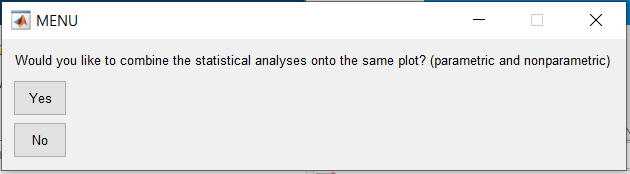 MENU
Would you like to combine the statistical analyses onto the same plot? (parametric and nonparametric)
Yes
No